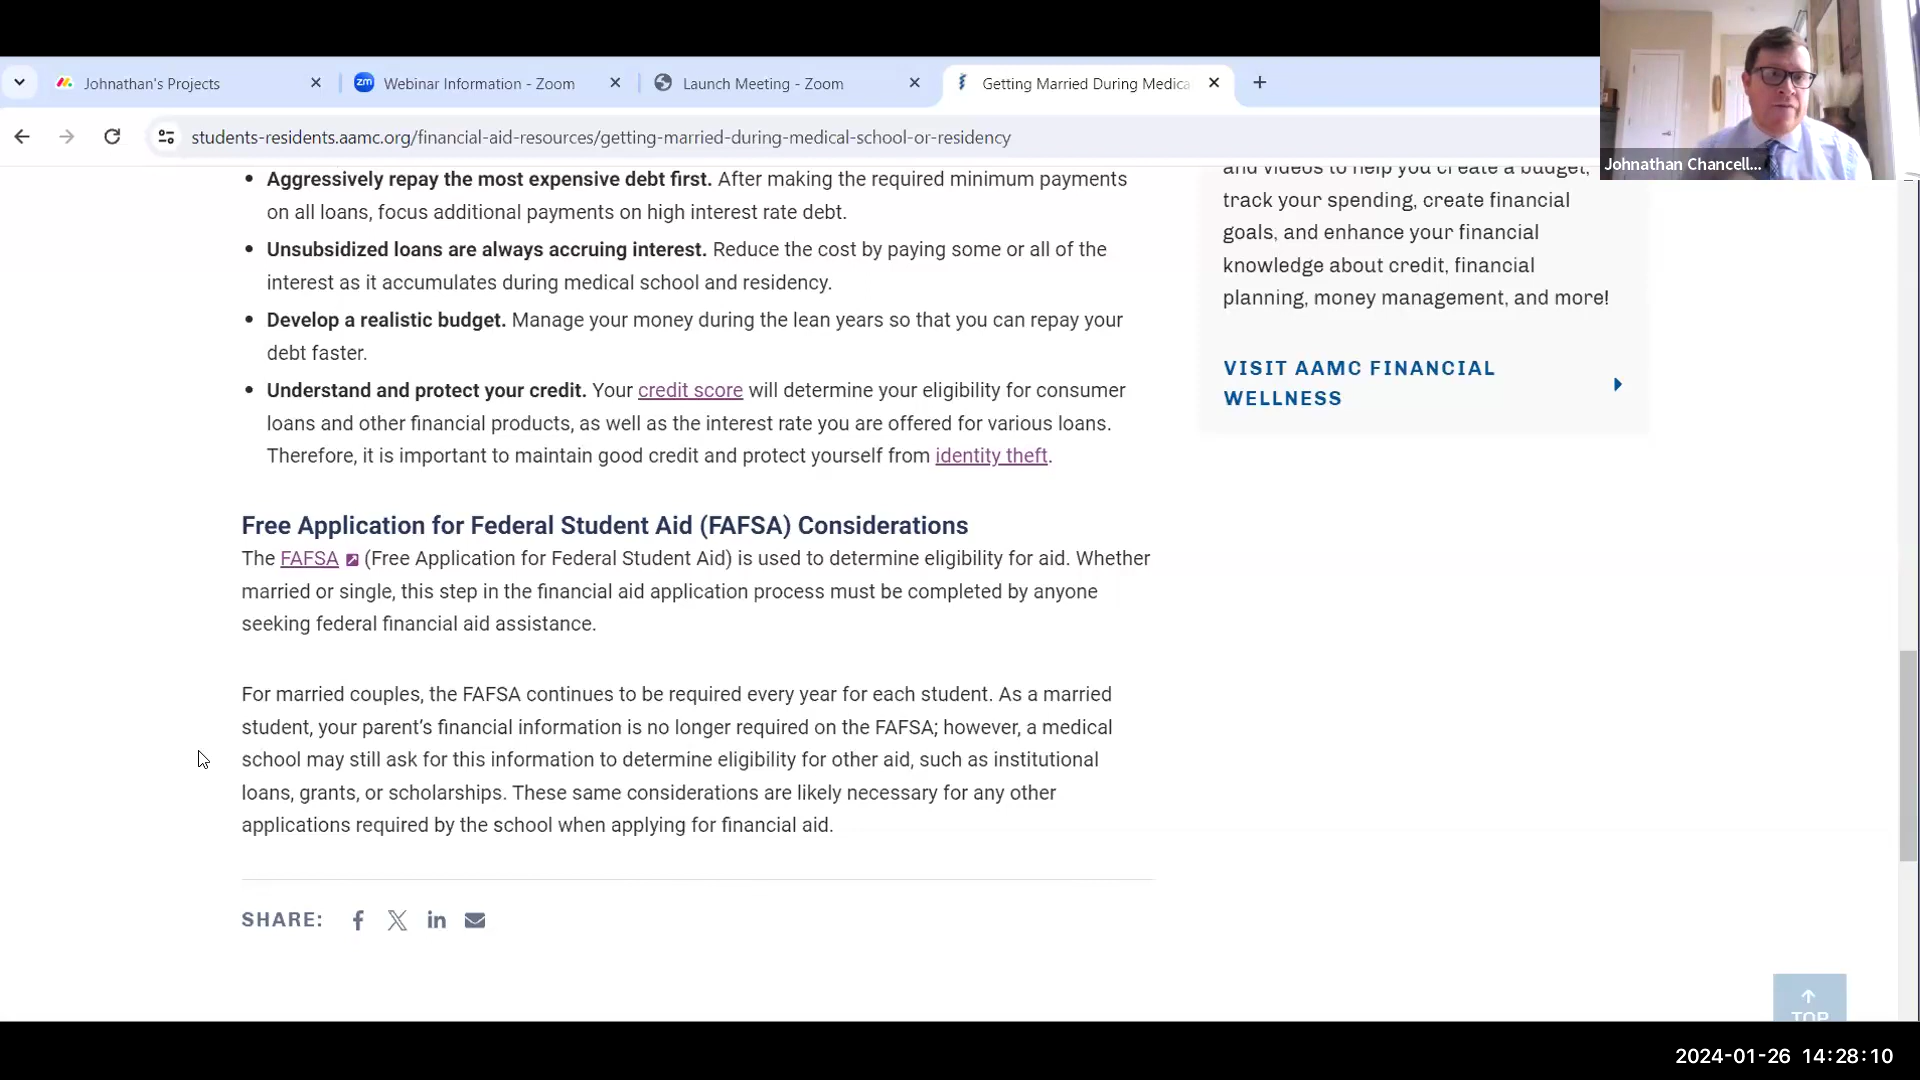 Johnathan's Projects
Webinar Information - Zoom
Launch Meeting - Zoom
Getting Married During Medica
students-residents.aamc.org/financial-aid-resources/getting-married-during-medical-school-or-residency
Johnathan Chancell...
• Aggressively repay the most expensive debt first. After making the required minimum payments
on all loans, focus additional payments on high interest rate debt.
• Unsubsidized loans are always accruing interest. Reduce the cost by paying some or all of the
interest as it accumulates during medical school and residency.
• Develop a realistic budget. Manage your money during the lean years so that you can repay your
debt faster.
• Understand and protect your credit. Your credit score will determine your eligibility for consumer
loans and other financial products, as well as the interest rate you are offered for various loans.
Therefore, it is important to maintain good credit and protect yourself from identity theft.
Free Application for Federal Student Aid (FAFSA) Considerations
The FAFSA (Free Application for Federal Student Aid) is used to determine eligibility for aid. Whether
married or single, this step in the financial aid application process must be completed by anyone
seeking federal financial aid assistance.
For married couples, the FAFSA continues to be required every year for each student. As a married
student, your parent’s financial information is no longer required on the FAFSA; however, a medical
school may still ask for this information to determine eligibility for other aid, such as institutional
loans, grants, or scholarships. These same considerations are likely necessary for any other
applications required by the school when applying for financial aid.
SHARE:
and videos to help you create a budget,
track your spending, create financial
goals, and enhance your financial
knowledge about credit, financial
planning, money management, and more!
VISIT AAMC FINANCIAL
WELLNESS
TOP
2024-01-26 14:28:10